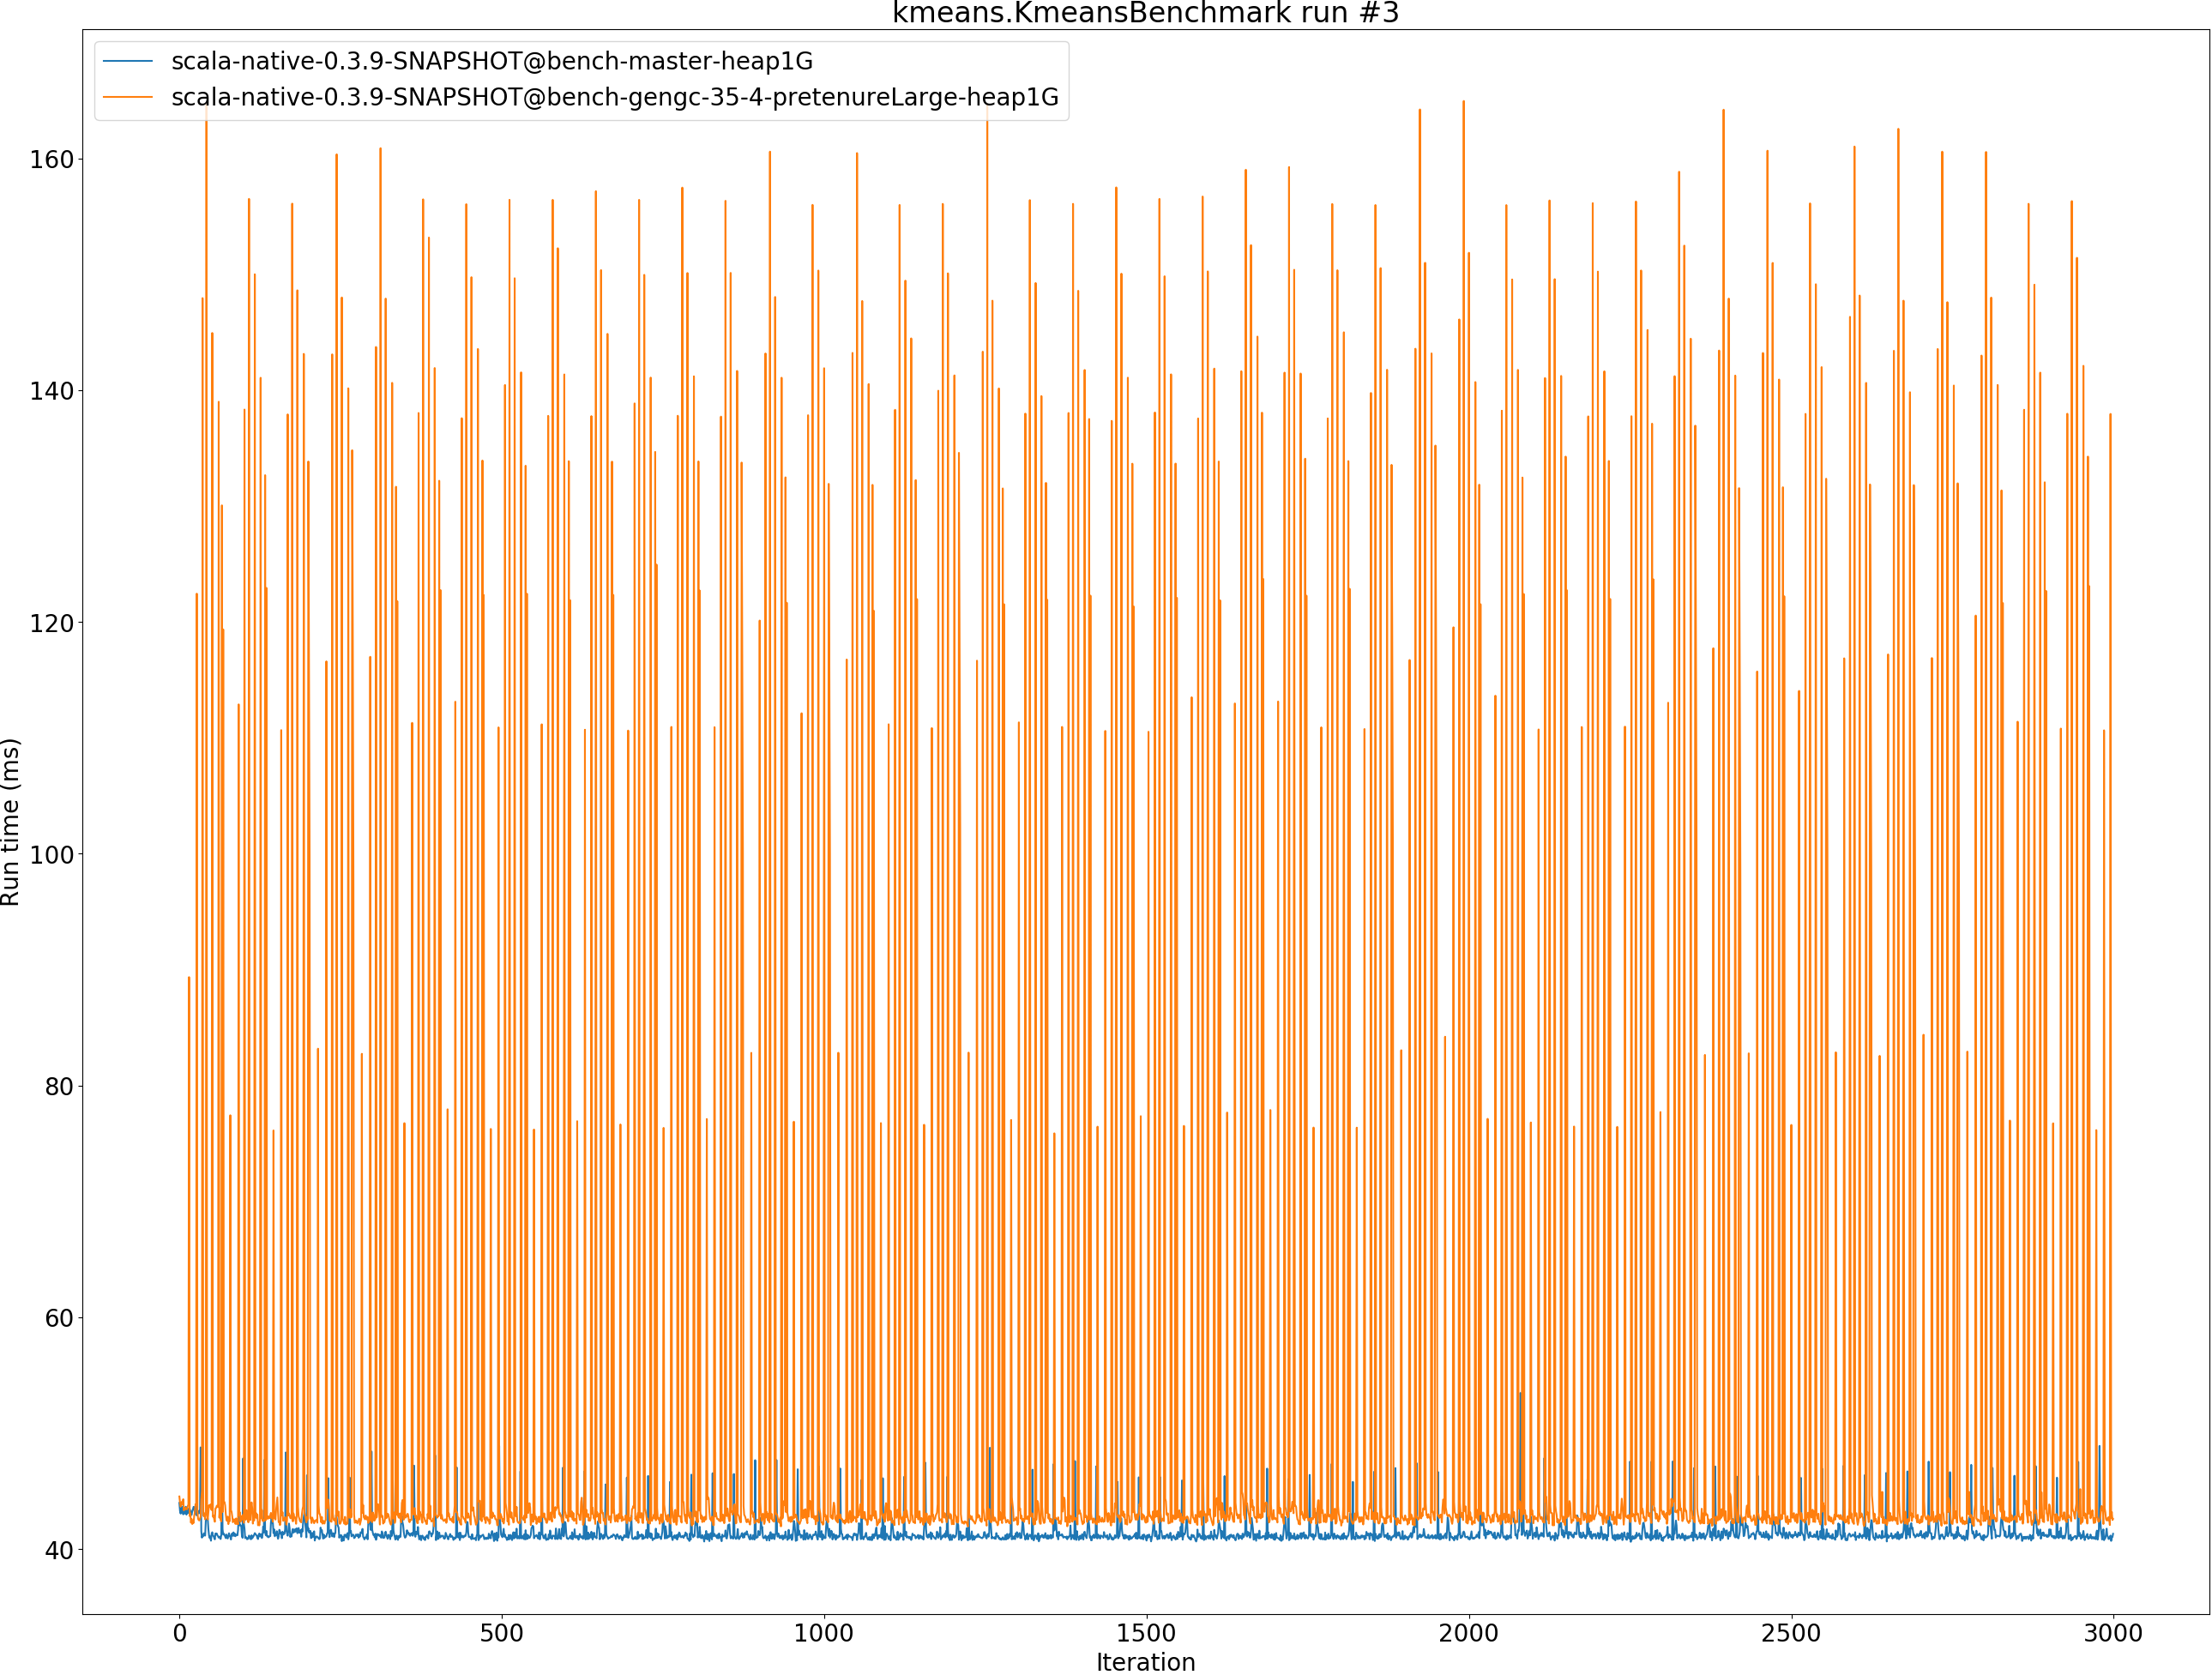 kmeans.KmeansBenchmark run #3
scala-native-0.3.9-SNAPSHOT@bench-master-heap1G
scala-native-0.3.9-SNAPSHOT@bench-gengc-35-4-pretenureLarge-heap1G
160
140
120
100
80
60
40
Run time (ms)
0 500 1000 1500 2000 2500 3000
Iteration